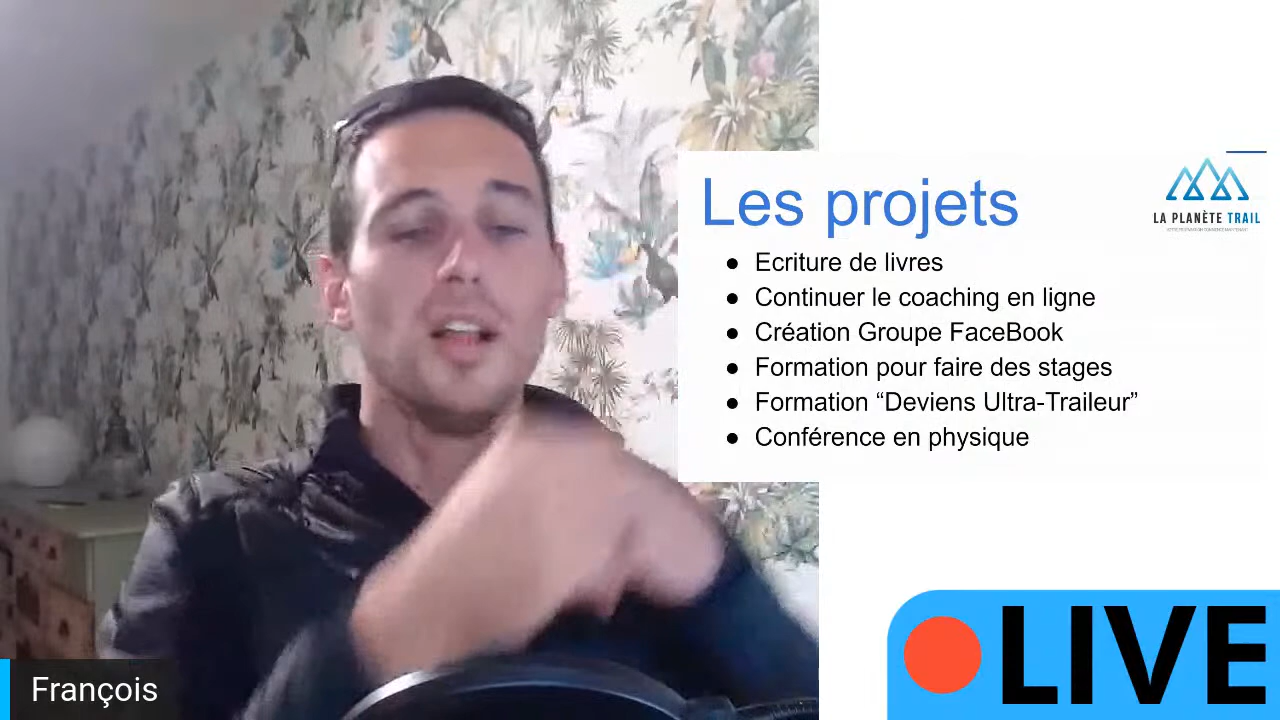 Les projets
LA PLANÈTE TRAIL
● Ecriture de livres
● Continuer le coaching en ligne
● Création Groupe FaceBook
● Formation pour faire des stages
● Formation “Deviens Ultra-Traileur”
● Conférence en physique
François
LIVE